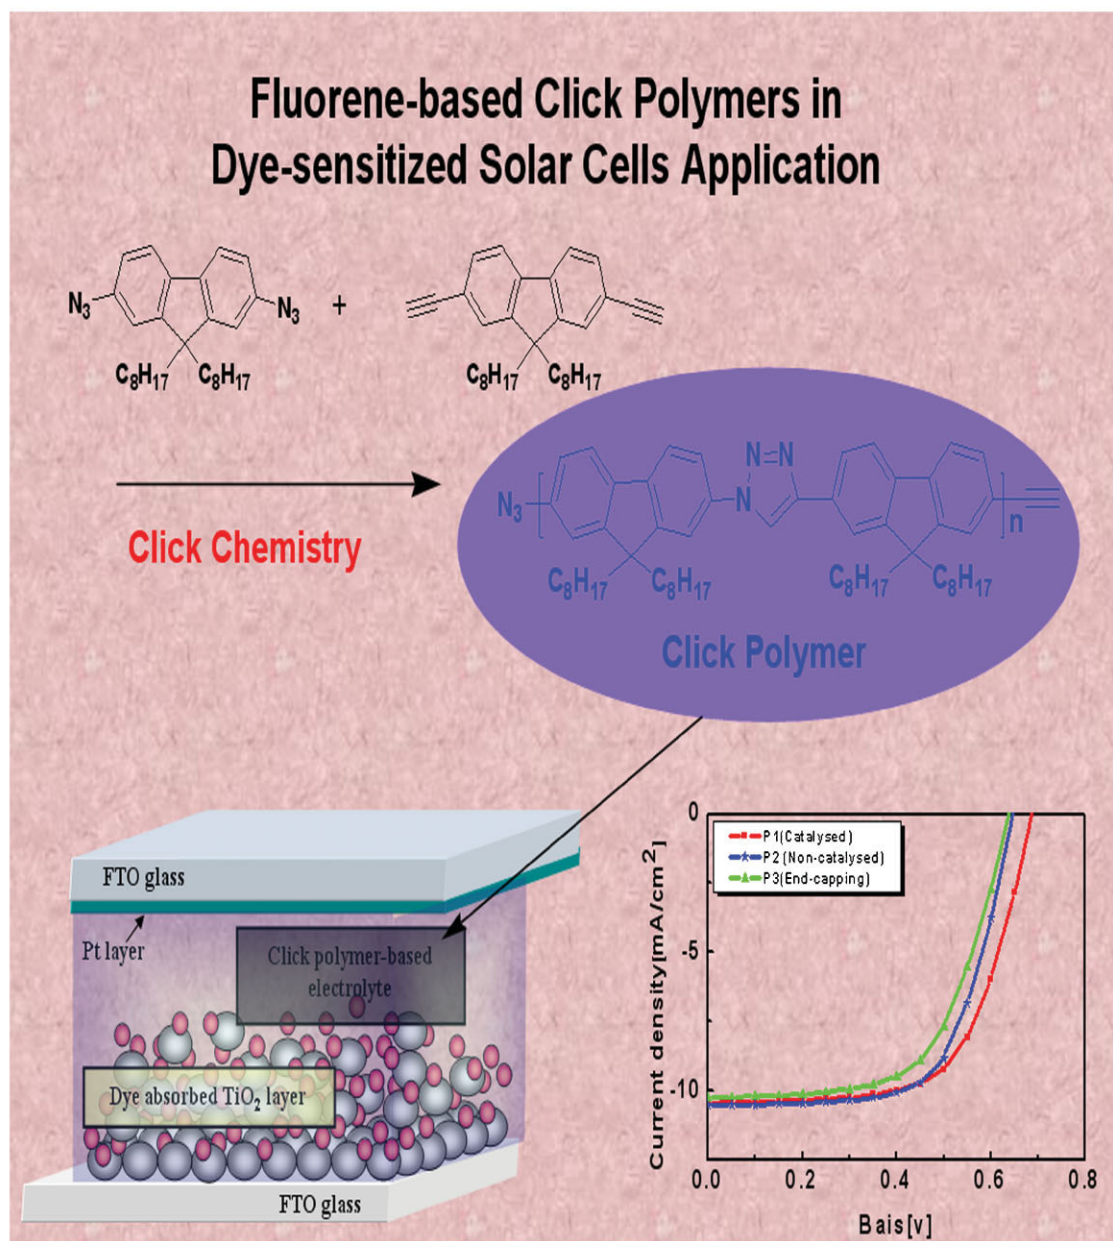 Fluorene-based Click Polymers in
Dye-sensitized Solar Cells Application
N3
N3
+
C8H17 C8H17
C8H17 C8H17
Click Chemistry
N=N
N3
N
n
C8H17 C8H17
C8H17 C8H17
Click Polymer
FTO glass
Pt layer
Click polymer-based
electrolyte
Dye absorbed TiO2 layer
FTO glass
P1(Catalysed)
P2 (Non-catalysed)
P3(End-capping)
Current density[mA/cm2]
0
-5
-10
0.0 0.2 0.4 0.6 0.8
Bais[v]